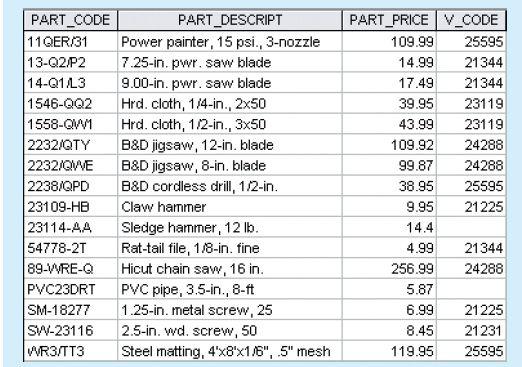 PART_CODE PART_DESCRIPT PART_PRICE V_CODE
11QER/31 Power painter, 15 psi., 3-nozzle 109.99 25595
13-Q2/P2 7.25-in. pwr. saw blade 14.99 21344
14-Q1/L3 9.00-in. pwr. saw blade 17.49 21344
1546-QQ2 Hrd. cloth, 1/4-in., 2x50 39.95 23119
1558-QW1 Hrd. cloth, 1/2-in., 3x50 43.99 23119
2232/QTY B&D jigsaw, 12-in. blade 109.92 24288
2232/QWE B&D jigsaw, 8-in. blade 99.87 24288
2238/QPD B&D cordless drill, 1/2-in. 38.95 25595
23109-HB Claw hammer 9.95 21225
23114-AA Sledge hammer, 12 lb. 14.4
54778-2T Rat-tail file, 1/8-in. fine 4.99 21344
89-WRE-Q Hicut chain saw, 16 in. 256.99 24288
PVC23DRT PVC pipe, 3.5-in., 8-ft 5.87
SM-18277 1.25-in. metal screw, 25 6.99 21225
SW-23116 2.5-in. wd. screw, 50 8.45 21231
WR3/TT3 Steel matting, 4'x8'x1/6", .5" mesh 119.95 25595